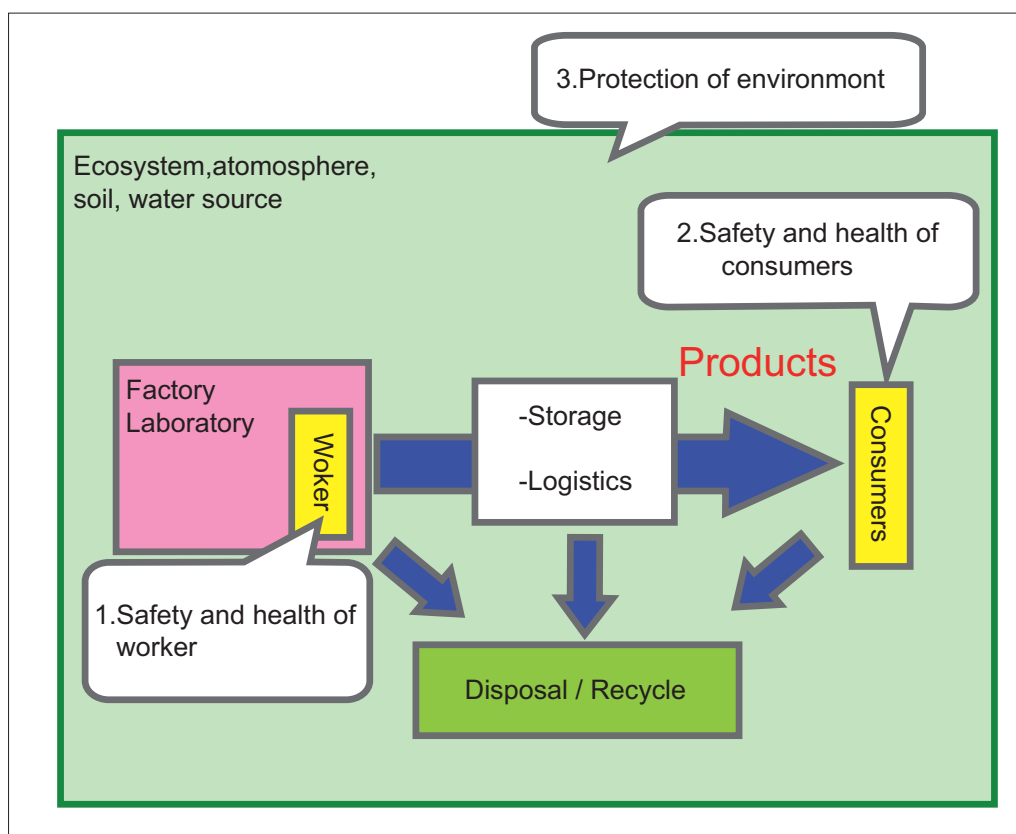 3.Protection of environmont
Ecosystem,atomosphere,
soil, water source
2.Safety and health of
consumers
Products
Factory
Laboratory
Woker
-Storage
-Logistics
Consumers
1.Safety and health of
worker
Disposal / Recycle